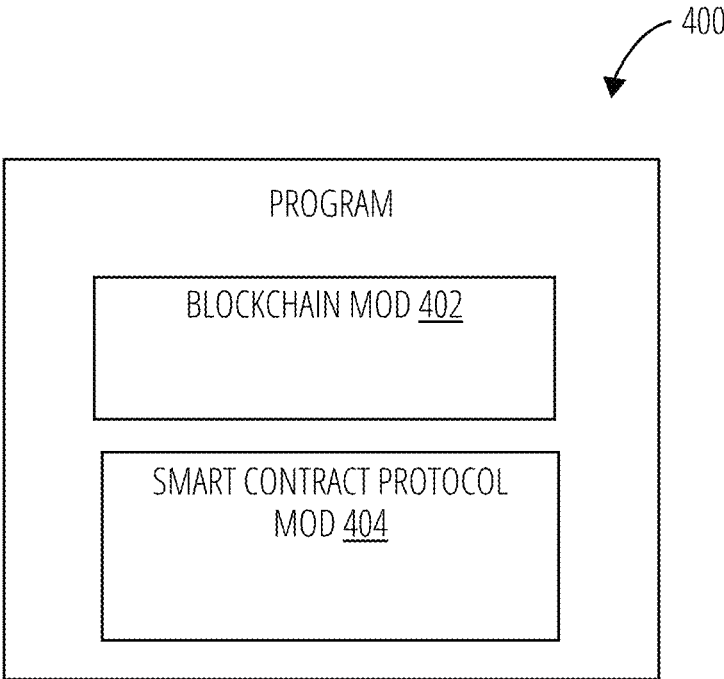 400
PROGRAM
BLOCKCHAIN MOD 402
SMART CONTRACT PROTOCOL
MOD 404